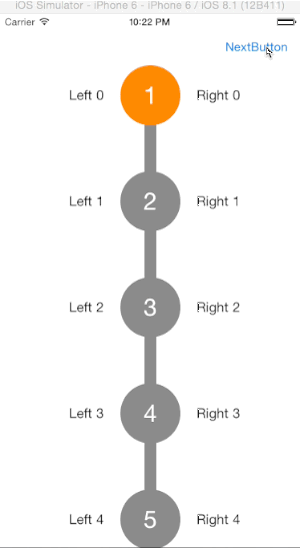 iOS Simulator - iPhone 6 - iPhone 6 / iOS 8.1 (12B411)
Carrier 10:22 PM
NextButton
Left 0 1 Right 0
Left 1 2 Right 1
Left 2 3 Right 2
Left 3 4 Right 3
Left 4 5 Right 4